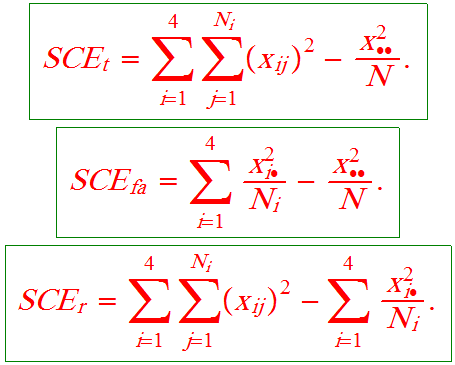 $SCE_t = \sum_{i=1}^{4} \sum_{j=1}^{N_i} (x_{ij})^2 - \frac{x_{\bullet\bullet}^2}{N}.$
$SCE_{fa} = \sum_{i=1}^{4} \frac{x_{i\bullet}^2}{N_i} - \frac{x_{\bullet\bullet}^2}{N}.$
$SCE_r = \sum_{i=1}^{4} \sum_{j=1}^{N_i} (x_{ij})^2 - \sum_{i=1}^{4} \frac{x_{i\bullet}^2}{N_i}.$